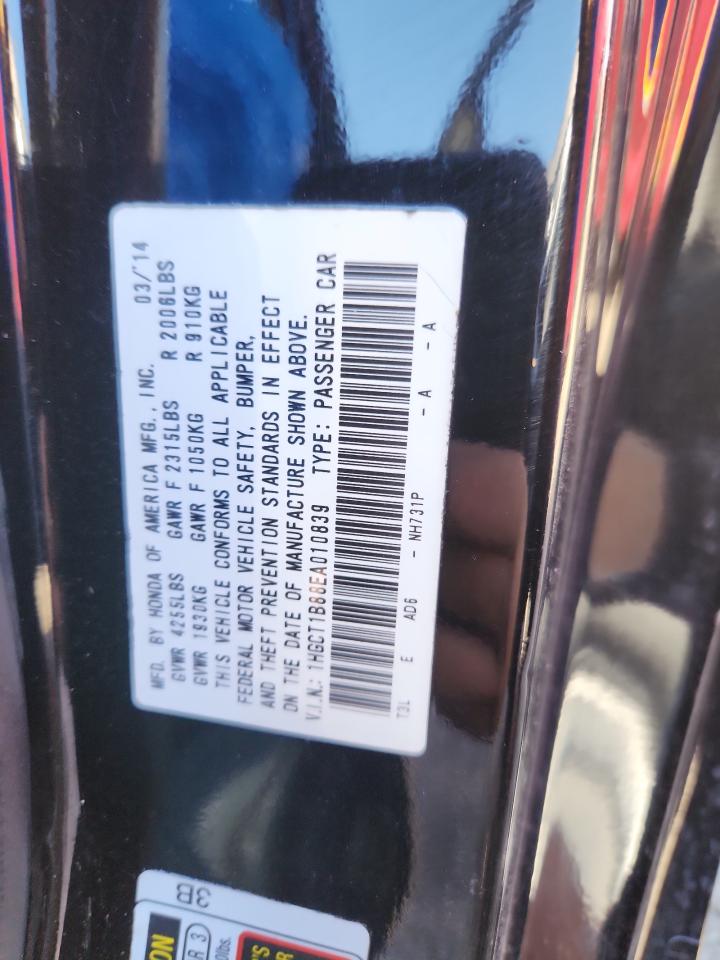 MFD. BY HONDA OF AMERICA MFG., INC. 03/'14
GVWR 4255LBS GAWR F 2315LBS R 2006LBS
GVWR 1930KG GAWR F 1050KG R 910KG
THIS VEHICLE CONFORMS TO ALL APPLICABLE
FEDERAL MOTOR VEHICLE SAFETY, BUMPER,
AND THEFT PREVENTION STANDARDS IN EFFECT
ON THE DATE OF MANUFACTURE SHOWN ABOVE.
V.I.N.: 1HGCT1B88EA010839 TYPE: PASSENGER CAR
T3L E AD6 - NH731P - A - A